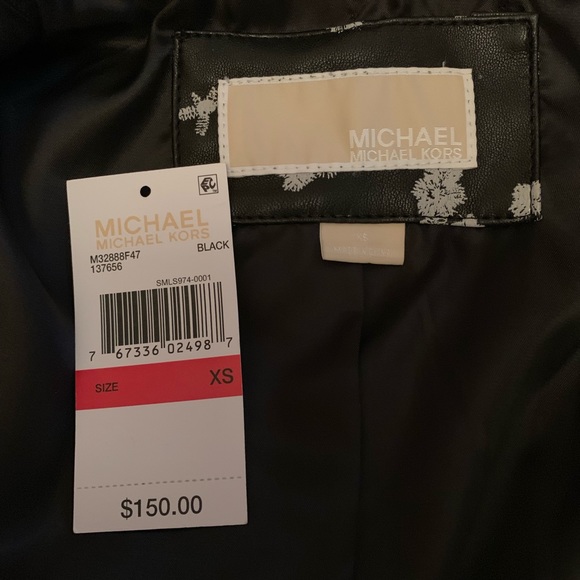 MICHAEL
MICHAEL KORS
XS
MICHAEL
MICHAEL KORS
M32888F47
BLACK
137656
SMLS974-0001
7 67336 02498 7
SIZE
XS
$150.00